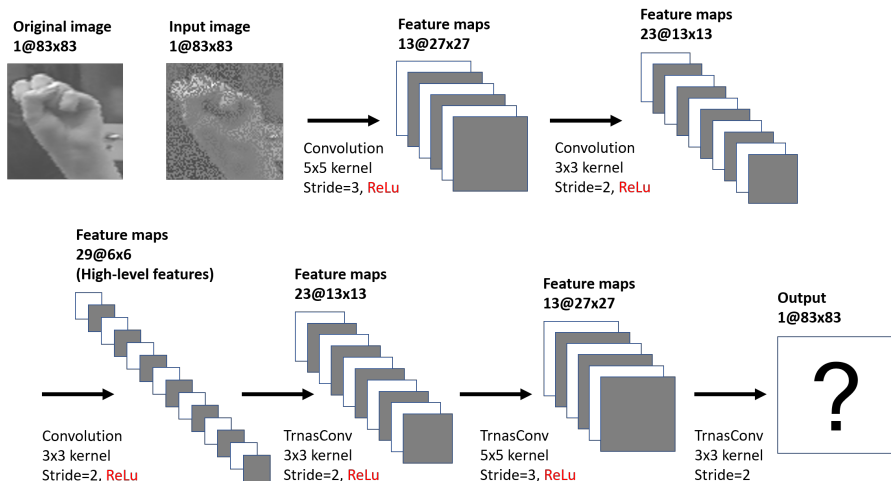 Original image
1@83x83
Input image
1@83x83
Feature maps
13@27x27
Feature maps
23@13x13
Convolution
5x5 kernel
Stride=3, ReLu
Convolution
3x3 kernel
Stride=2, ReLu
Feature maps
29@6x6
(High-level features)
Feature maps
23@13x13
Feature maps
13@27x27
Output
1@83x83
?
Convolution
3x3 kernel
Stride=2, ReLu
TrnasConv
3x3 kernel
Stride=2, ReLu
TrnasConv
5x5 kernel
Stride=3, ReLu
TrnasConv
3x3 kernel
Stride=2